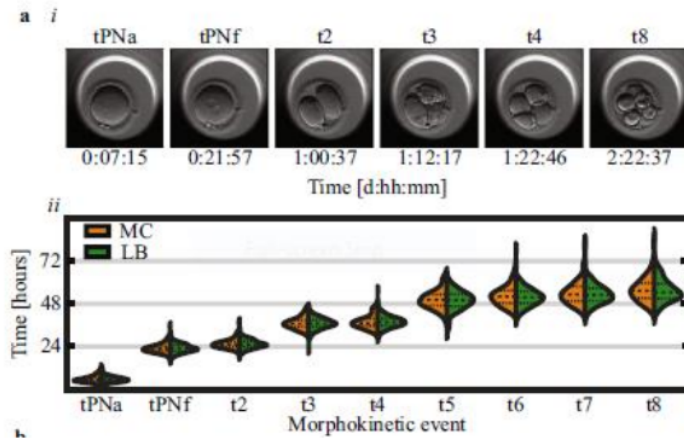 a i
tPNa tPNf t2 t3 t4 t8
0:07:15 0:21:57 1:00:37 1:12:17 1:22:46 2:22:37
Time [d:hh:mm]
ii
MC
LB
Time [hours]
72
48
24
tPNa tPNf t2 t3 t4 t5 t6 t7 t8
Morphokinetic event